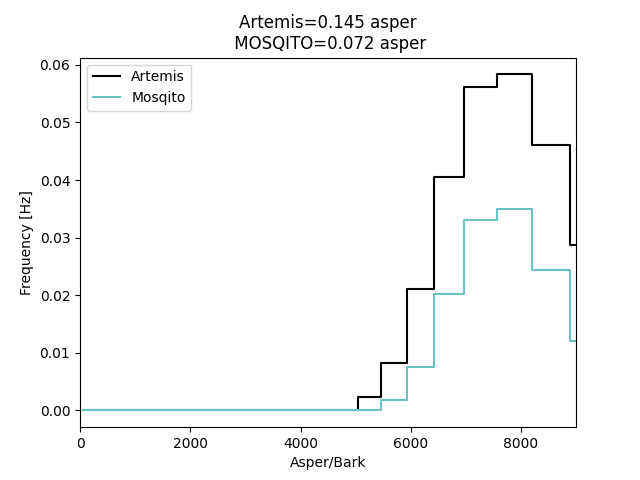 Artemis=0.145 asper
MOSQITO=0.072 asper
Artemis
Mosqito
0.06
0.05
0.04
0.03
0.02
0.01
0.00
Frequency [Hz]
0 2000 4000 6000 8000
Asper/Bark